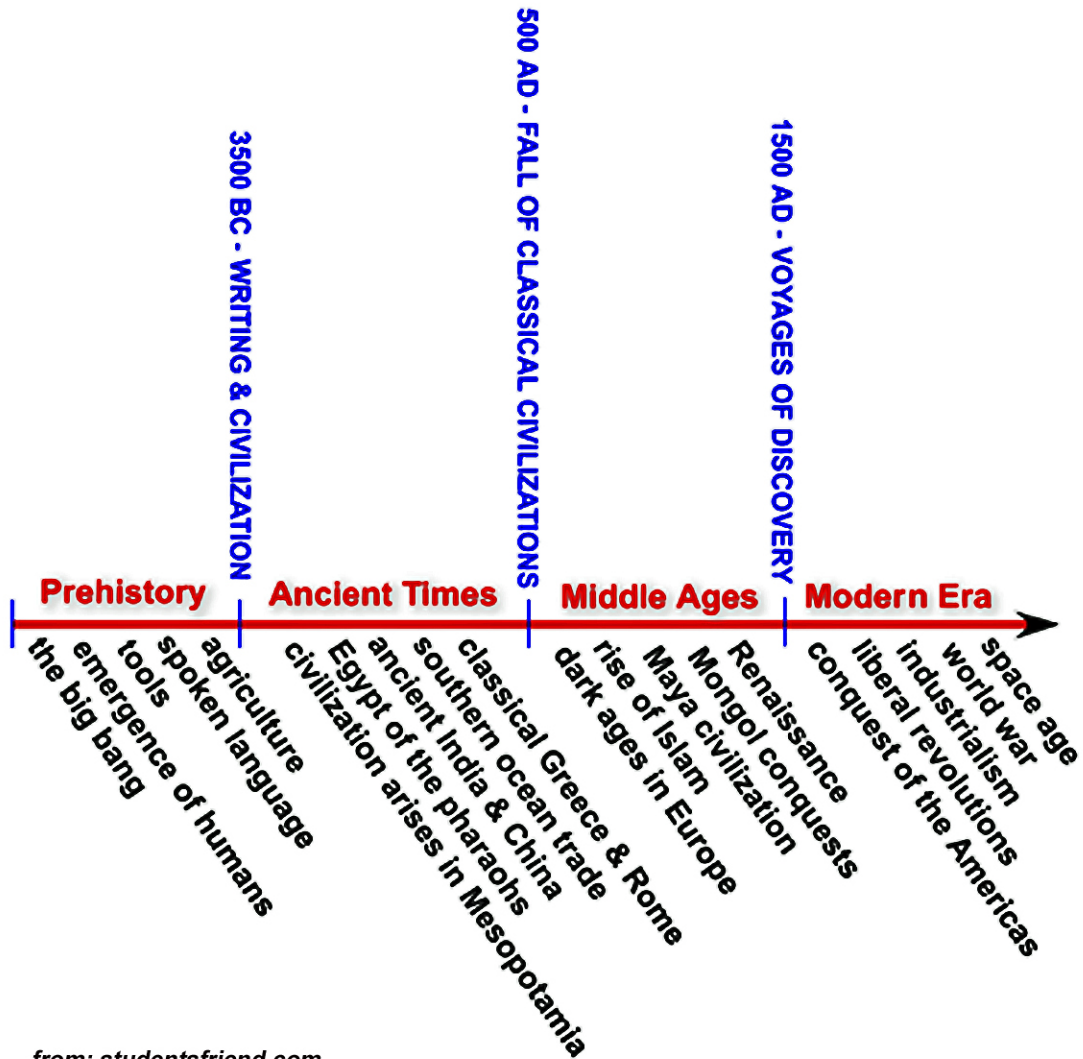 3500 BC - WRITING & CIVILIZATION
500 AD - FALL OF CLASSICAL CIVILIZATIONS
1500 AD - VOYAGES OF DISCOVERY
Prehistory
Ancient Times
Middle Ages
Modern Era
the big bang
emergence of humans
tools
spoken language
agriculture
civilization arises in Mesopotamia
Egypt of the pharaohs
ancient India & China
southern ocean trade
classical Greece & Rome
dark ages in Europe
rise of Islam
Maya civilization
Mongol conquests
Renaissance
conquest of the Americas
liberal revolutions
industrialism
world war
space age
from: studentsfriend.com